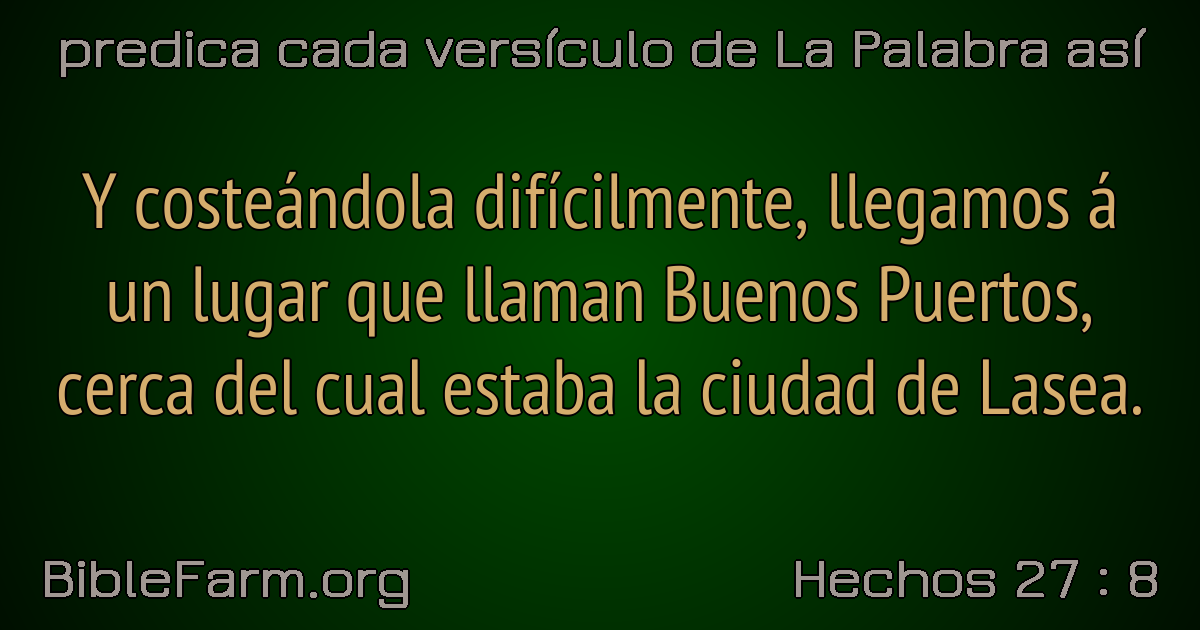 predica cada versículo de La Palabra así
Y costeándola difícilmente, llegamos á
un lugar que llaman Buenos Puertos,
cerca del cual estaba la ciudad de Lasea.
BibleFarm.org
Hechos 27 : 8